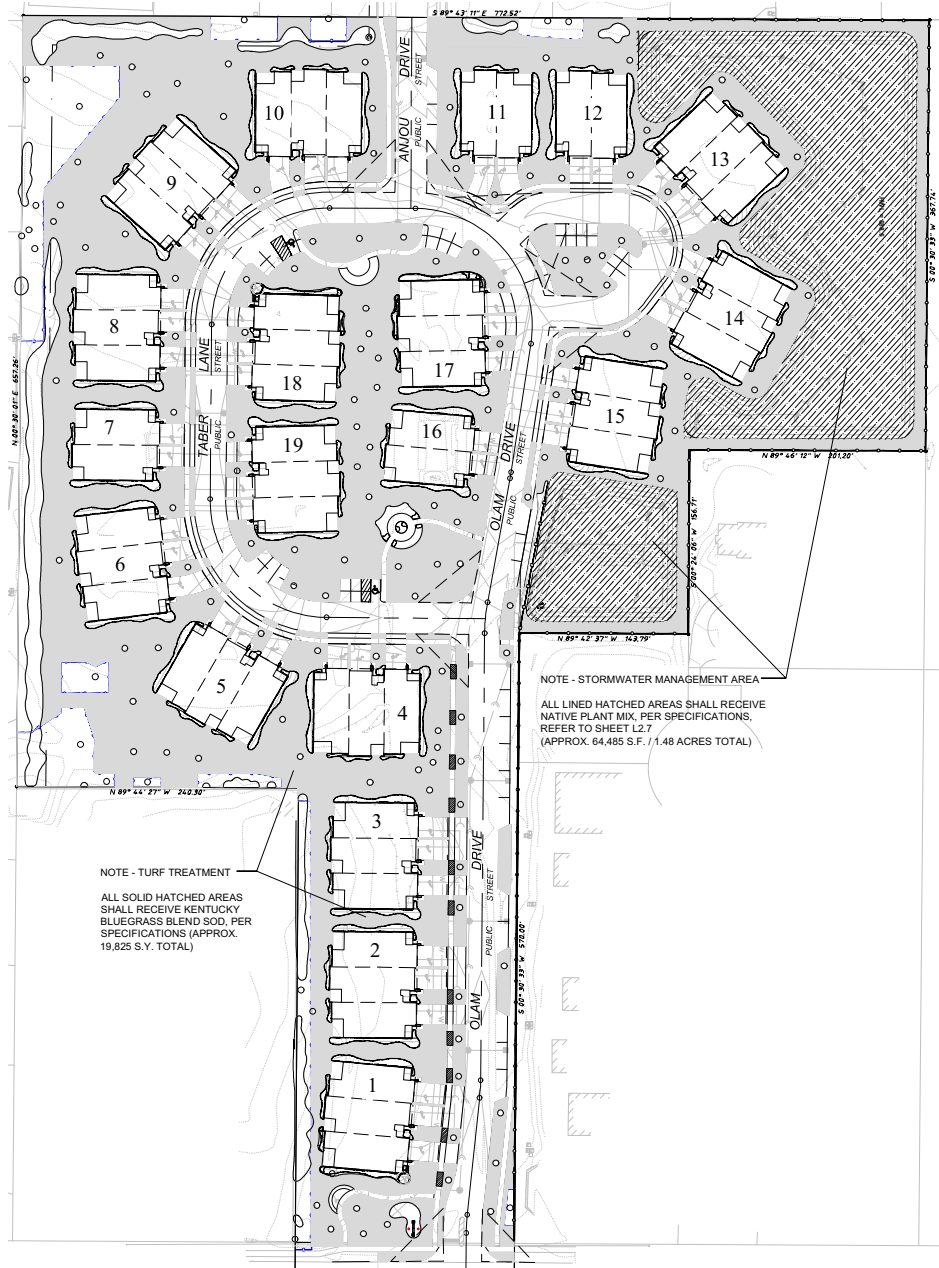 S 89° 43' 11" E 772.52'
ANJOU DRIVE
PUBLIC STREET
10
11
12
13
9
S 00° 30' 33" W 367.74'
14
8
TABER LANE
PUBLIC STREET
18
17
N 00° 30' 01" E 657.26'
7
19
16
15
OLAM DRIVE
PUBLIC STREET
N 89° 46' 12" W 201.20'
S 00° 24' 06" W 156.71'
6
N 89° 42' 37" W 143.79'
5
4
NOTE - STORMWATER MANAGEMENT AREA
ALL LINED HATCHED AREAS SHALL RECEIVE
NATIVE PLANT MIX, PER SPECIFICATIONS,
REFER TO SHEET L2.7
(APPROX. 64,485 S.F. / 1.48 ACRES TOTAL)
N 89° 44' 27" W 240.30'
3
NOTE - TURF TREATMENT
ALL SOLID HATCHED AREAS
SHALL RECEIVE KENTUCKY
BLUEGRASS BLEND SOD, PER
SPECIFICATIONS (APPROX.
19,825 S.Y. TOTAL)
2
OLAM DRIVE
PUBLIC STREET
S 00° 30' 33" W 570.00'
1